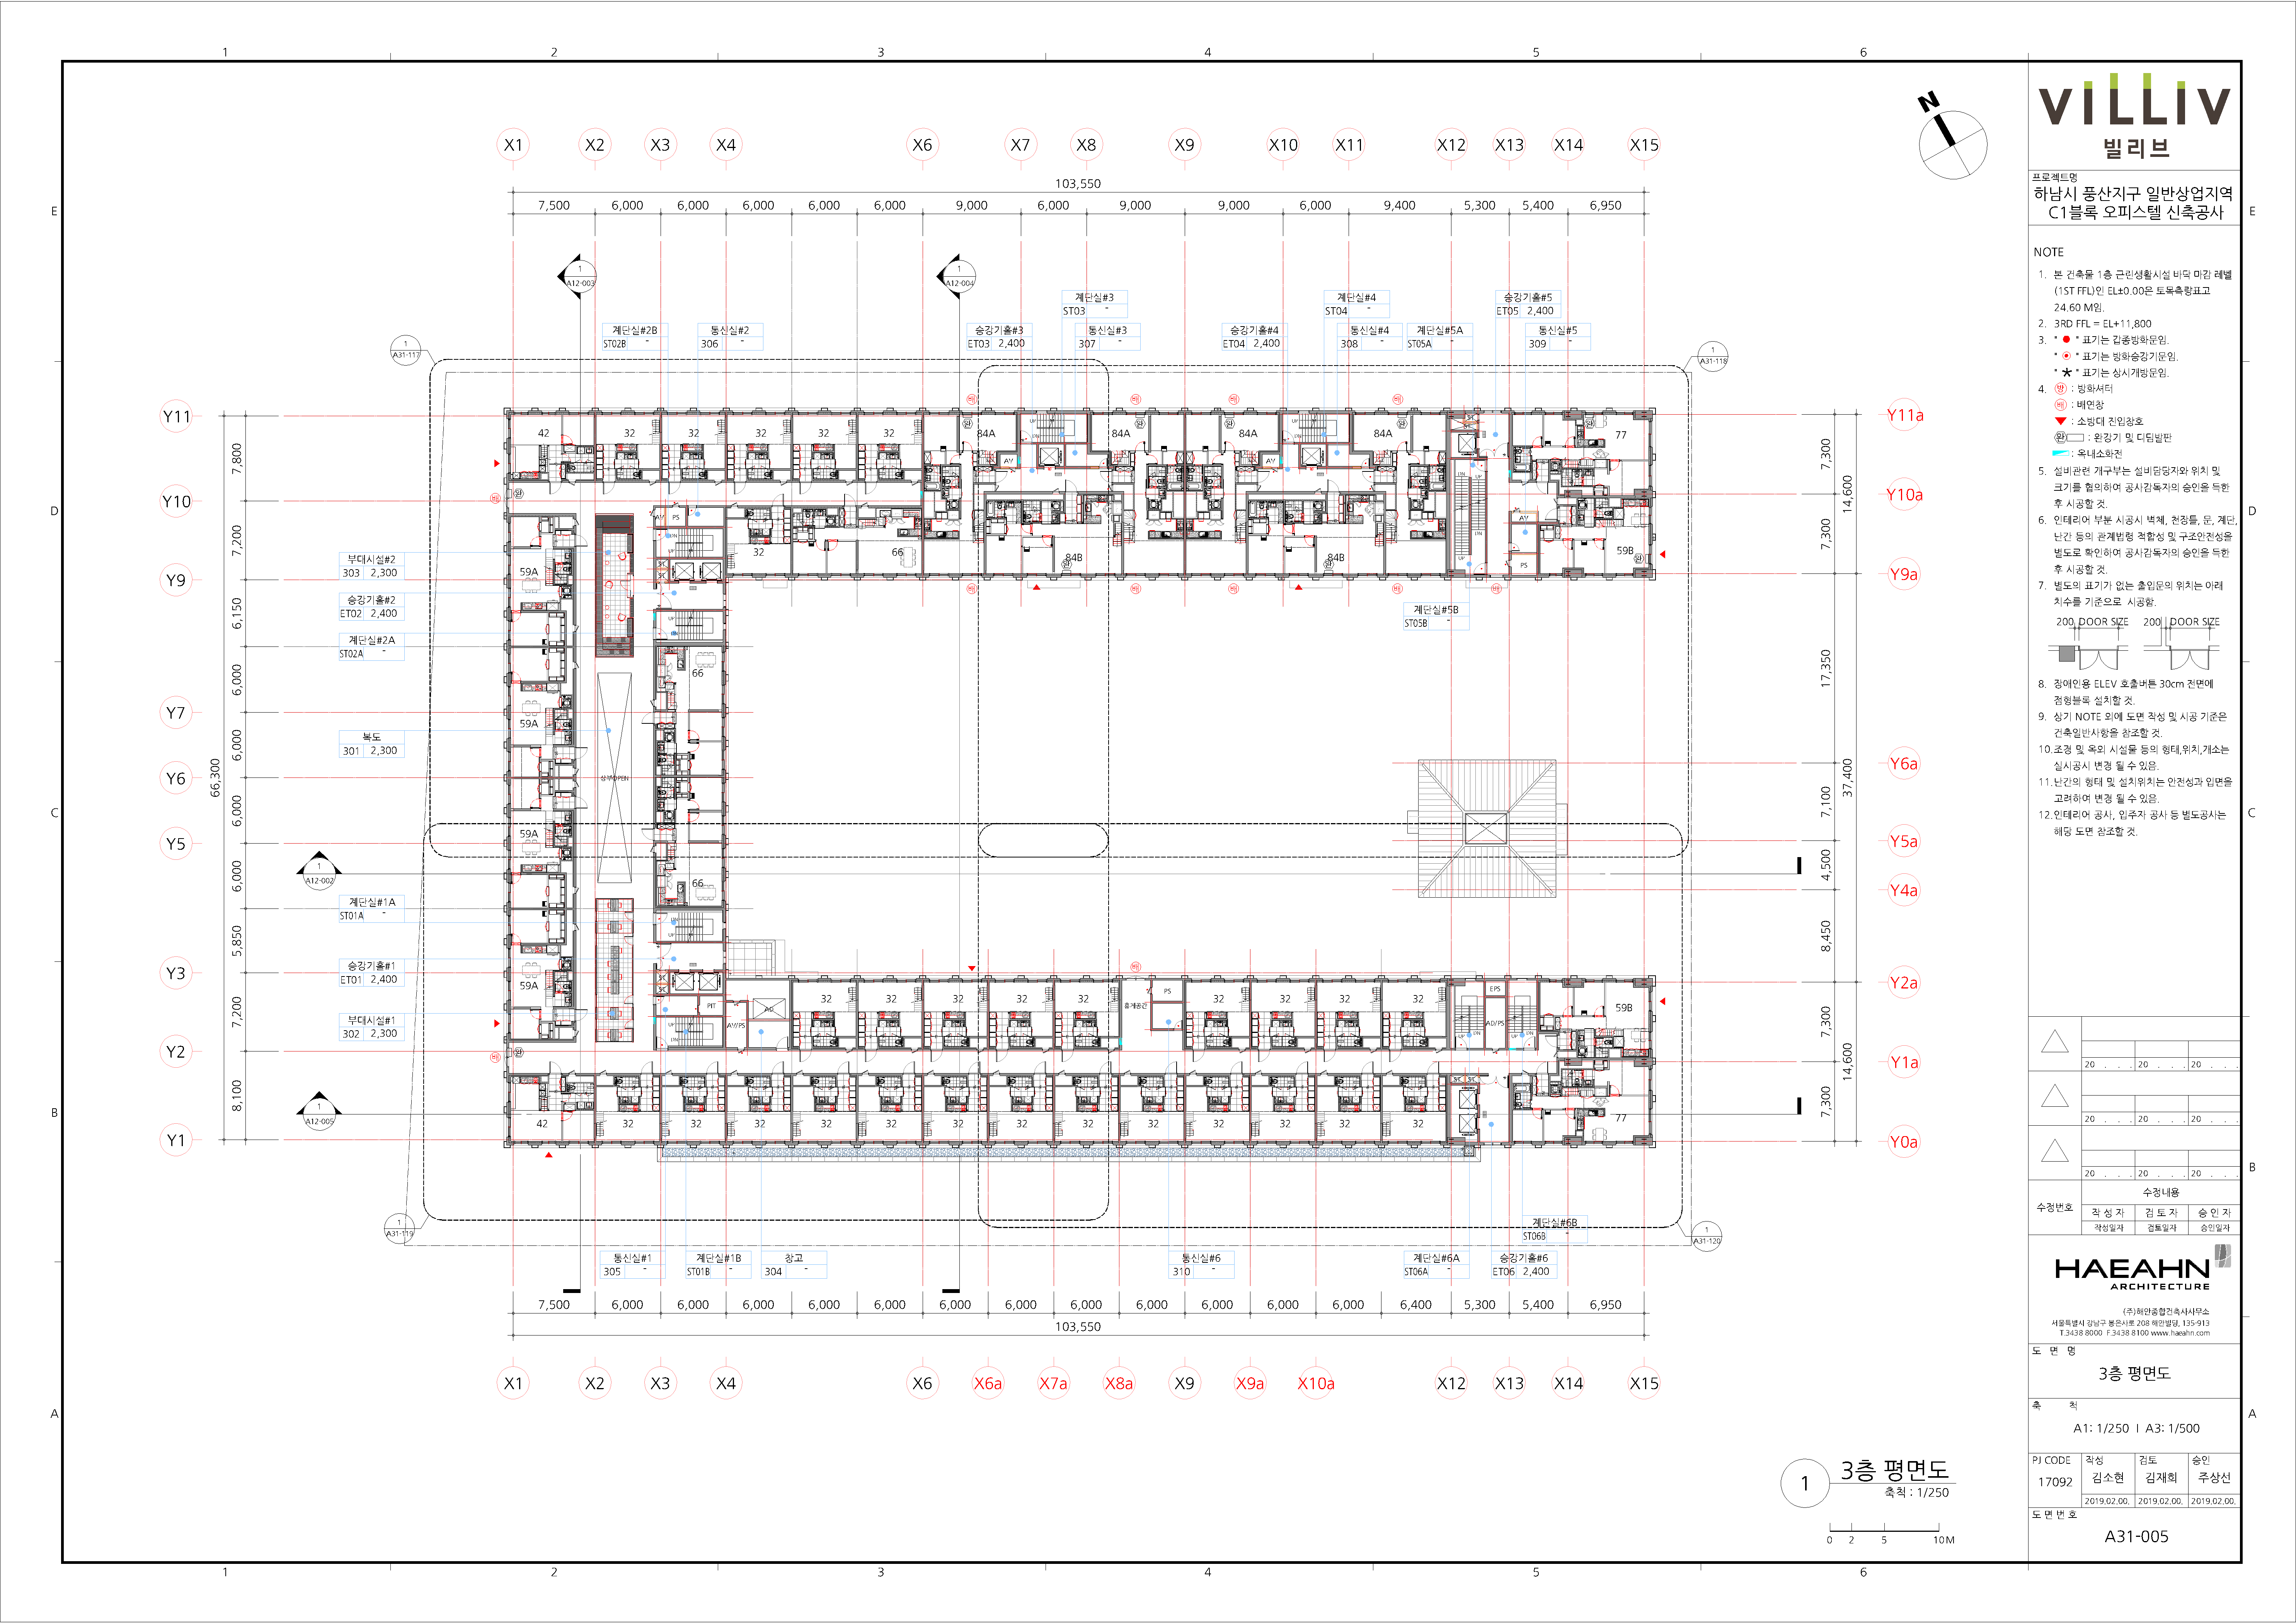 1 2 3 4 5 6
E D C B A
X1 X2 X3 X4 X6 X7 X8 X9 X10 X11 X12 X13 X14 X15
103,550
7,500 6,000 6,000 6,000 6,000 6,000 9,000 6,000 9,000 9,000 6,000 9,400 5,300 5,400 6,950
N
1
A12-003
1
A12-004
계단실#3
ST03 -
계단실#4
ST04 -
승강기홀#5
ET05 2,400
계단실#2B
ST02B -
통신실#2
306 -
승강기홀#3
ET03 2,400
통신실#3
307 -
승강기홀#4
ET04 2,400
통신실#4
308 -
계단실#5A
ST05A -
통신실#5
309 -
1
A31-117
1
A31-118
Y11 Y10 Y9 Y7 Y6 Y5 Y3 Y2 Y1
7,800
7,200
6,150
6,000
6,000
6,000
6,000
5,850
7,200
8,100
66,300
Y11a Y10a Y9a Y6a Y5a Y4a Y2a Y1a Y0a
7,300
7,300
14,600
17,350
7,100
4,500
37,400
8,450
7,300
7,300
14,600
42 32 32 32 32 32 84A 84A 84A 84A 77
32 66 84B 84B 59B
59A
59A
59A
59A
66
66
상부OPEN
부대시설#2
303 2,300
승강기홀#2
ET02 2,400
계단실#2A
ST02A -
복도
301 2,300
1
A12-002
계단실#1A
ST01A -
승강기홀#1
ET01 2,400
부대시설#1
302 2,300
1
A12-005
계단실#5B
ST05B -
PIT
AV/PS
AD
32 32 32 32 32 휴게공간 PS 32 32 32 32 EPS AD/PS 59B
42 32 32 32 32 32 32 32 32 32 32 32 32 32 77
1
A31-119
1
A31-120
계단실#6B
ST06B -
통신실#1
305 -
계단실#1B
ST01B -
창고
304 -
통신실#6
310 -
계단실#6A
ST06A -
승강기홀#6
ET06 2,400
7,500 6,000 6,000 6,000 6,000 6,000 6,000 6,000 6,000 6,000 6,000 6,000 6,000 6,400 5,300 5,400 6,950
103,550
X1 X2 X3 X4 X6 X6a X7a X8a X9 X9a X10a X12 X13 X14 X15
1 3층 평면도
축척 : 1/250
0 2 5 10M
VILLIV
빌리브
프로젝트명
하남시 풍산지구 일반상업지역
C1블록 오피스텔 신축공사
NOTE
1. 본 건축물 1층 근린생활시설 바닥 마감 레벨
(1ST FFL)인 EL±0.00은 토목측량표고
24.60 M임.
2. 3RD FFL = EL+11,800
3. " " 표기는 갑종방화문임.
" " 표기는 방화승강기문임.
" ★ " 표기는 상시개방문임.
4. 방 : 방화셔터
배 : 배연창
: 소방대 진입창호
완 : 완강기 및 디딤발판
: 옥내소화전
5. 설비관련 개구부는 설비담당자와 위치 및
크기를 협의하여 공사감독자의 승인을 득한
후 시공할 것.
6. 인테리어 부분 시공시 벽체, 천장틀, 문, 계단,
난간 등의 관계법령 적합성 및 구조안전성을
별도로 확인하여 공사감독자의 승인을 득한
후 시공할 것.
7. 별도의 표기가 없는 출입문의 위치는 아래
치수를 기준으로 시공함.
200 DOOR SIZE 200 DOOR SIZE
8. 장애인용 ELEV 호출버튼 30cm 전면에
점형블록 설치할 것.
9. 상기 NOTE 외에 도면 작성 및 시공 기준은
건축일반사항을 참조할 것.
10.조경 및 옥외 시설물 등의 형태,위치,개소는
실시공시 변경 될 수 있음.
11.난간의 형태 및 설치위치는 안전성과 입면을
고려하여 변경 될 수 있음.
12.인테리어 공사, 입주자 공사 등 별도공사는
해당 도면 참조할 것.
20 . . . 20 . . . 20 . . .
20 . . . 20 . . . 20 . . .
20 . . . 20 . . . 20 . . .
수정번호
수정내용
작 성 자 검 토 자 승 인 자
작성일자 검토일자 승인일자
HAEAHN
ARCHITECTURE
(주)해안종합건축사사무소
서울특별시 강남구 봉은사로 208 해안빌딩, 135-913
T.3438 8000 F.3438 8100 www.haeahn.com
도 면 명
3층 평면도
축 척
A1: 1/250 I A3: 1/500
PJ CODE 작성 검토 승인
17092 김소현 김재희 주상선
2019.02.00. 2019.02.00. 2019.02.00.
도 면 번 호
A31-005